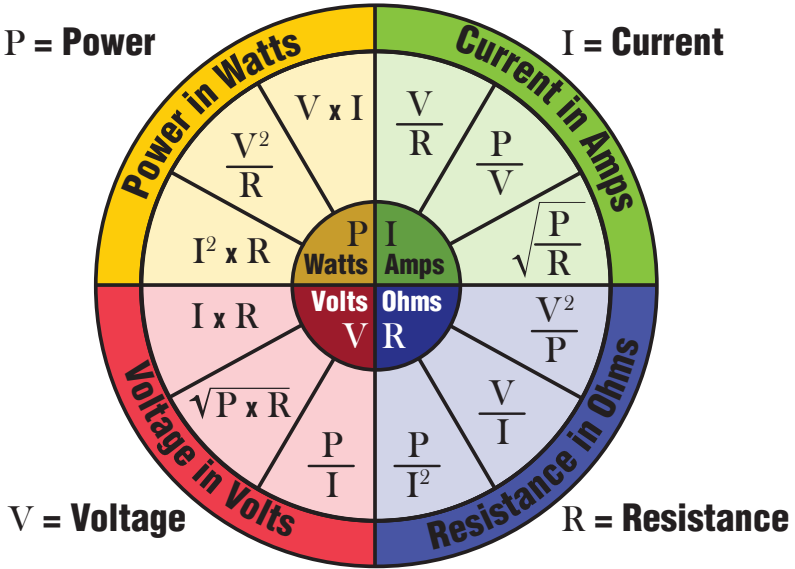 P = Power
I = Current
Power in Watts
Current in Amps
V x I
V² / R
I² x R
V / R
P / V
√(P / R)
P I
Watts Amps
Volts Ohms
V R
I x R
√(P x R)
P / I
V² / P
V / I
P / I²
Voltage in Volts
Resistance in Ohms
V = Voltage
R = Resistance